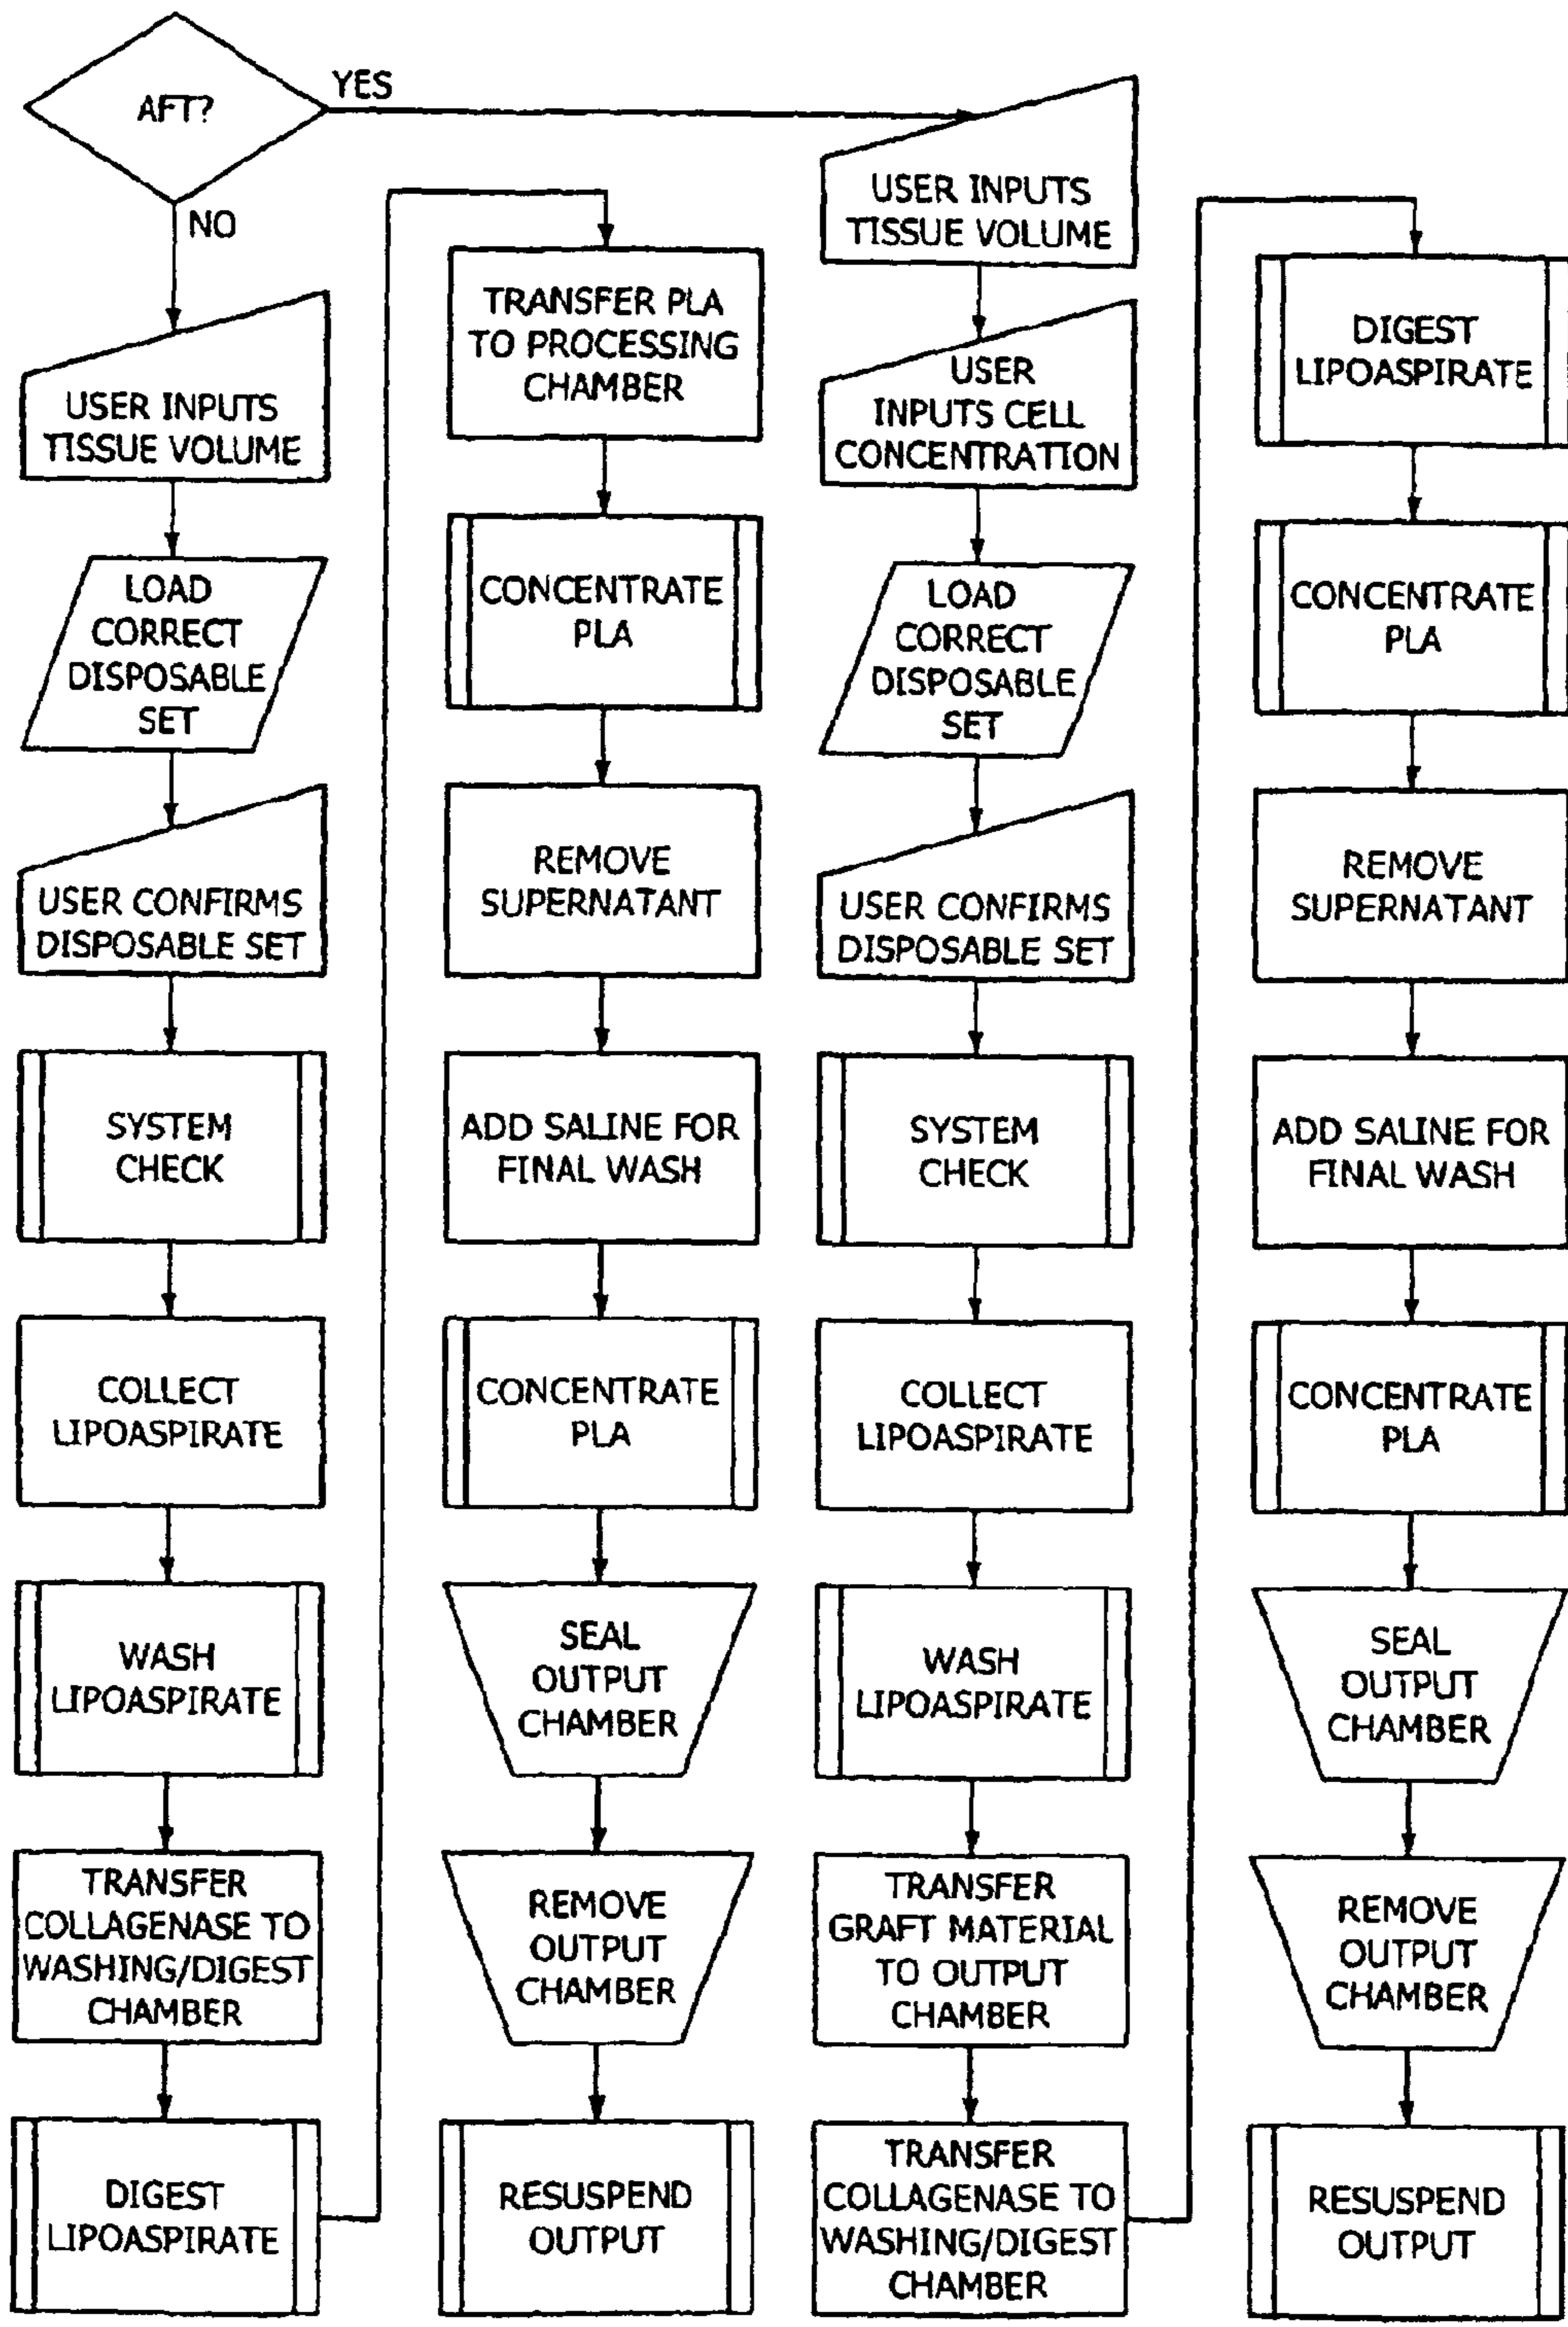 AFT?
YES
NO
USER INPUTS
TISSUE VOLUME
LOAD
CORRECT
DISPOSABLE
SET
USER CONFIRMS
DISPOSABLE SET
SYSTEM
CHECK
COLLECT
LIPOASPIRATE
WASH
LIPOASPIRATE
TRANSFER
COLLAGENASE TO
WASHING/DIGEST
CHAMBER
DIGEST
LIPOASPIRATE
TRANSFER PLA
TO PROCESSING
CHAMBER
CONCENTRATE
PLA
REMOVE
SUPERNATANT
ADD SALINE FOR
FINAL WASH
CONCENTRATE
PLA
SEAL
OUTPUT
CHAMBER
REMOVE
OUTPUT
CHAMBER
RESUSPEND
OUTPUT
USER INPUTS
TISSUE VOLUME
USER
INPUTS CELL
CONCENTRATION
LOAD
CORRECT
DISPOSABLE
SET
USER CONFIRMS
DISPOSABLE SET
SYSTEM
CHECK
COLLECT
LIPOASPIRATE
WASH
LIPOASPIRATE
TRANSFER
GRAFT MATERIAL
TO OUTPUT
CHAMBER
TRANSFER
COLLAGENASE TO
WASHING/DIGEST
CHAMBER
DIGEST
LIPOASPIRATE
CONCENTRATE
PLA
REMOVE
SUPERNATANT
ADD SALINE FOR
FINAL WASH
CONCENTRATE
PLA
SEAL
OUTPUT
CHAMBER
REMOVE
OUTPUT
CHAMBER
RESUSPEND
OUTPUT